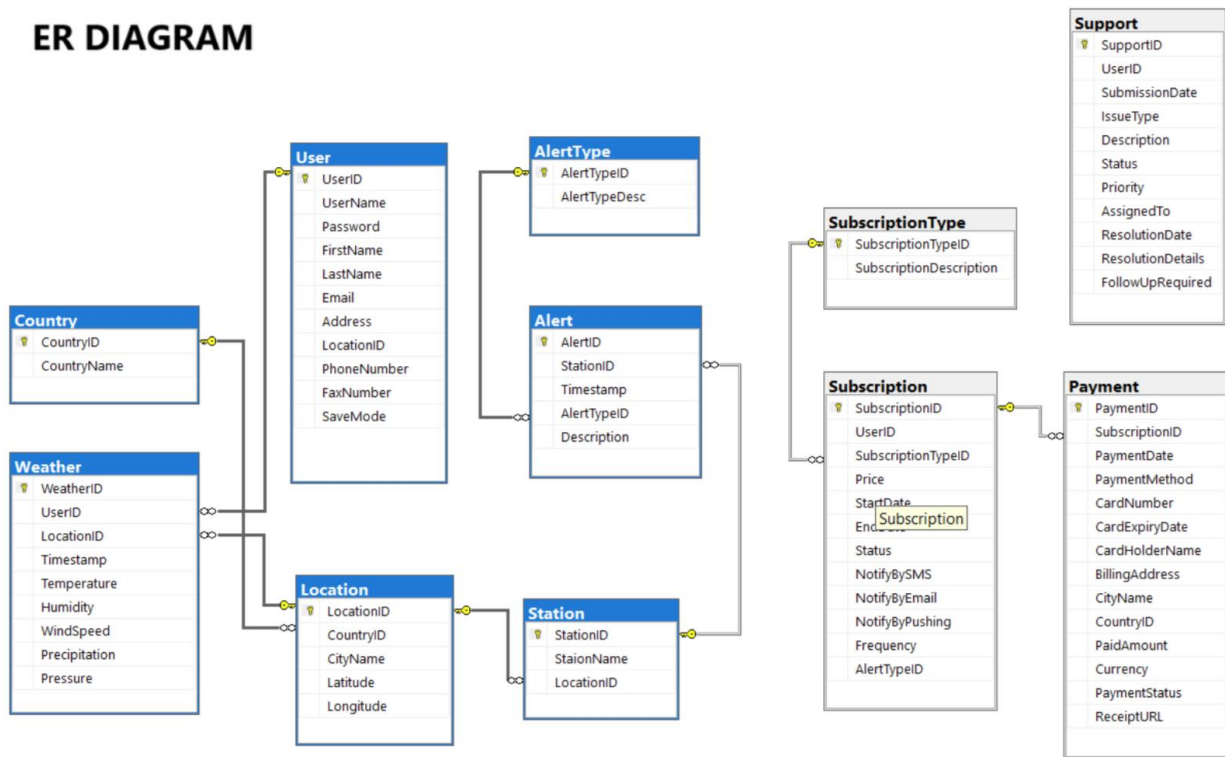 ER DIAGRAM
Support
SupportID
UserID
SubmissionDate
IssueType
Description
Status
Priority
AssignedTo
ResolutionDate
ResolutionDetails
FollowUpRequired
User
UserID
UserName
Password
FirstName
LastName
Email
Address
LocationID
PhoneNumber
FaxNumber
SaveMode
AlertType
AlertTypeID
AlertTypeDesc
SubscriptionType
SubscriptionTypeID
SubscriptionDescription
Country
CountryID
CountryName
Alert
AlertID
StationID
Timestamp
AlertTypeID
Description
Subscription
SubscriptionID
UserID
SubscriptionTypeID
Price
StartDate
Subscription
Status
NotifyBySMS
NotifyByEmail
NotifyByPushing
Frequency
AlertTypeID
Payment
PaymentID
SubscriptionID
PaymentDate
PaymentMethod
CardNumber
CardExpiryDate
CardHolderName
BillingAddress
CityName
CountryID
PaidAmount
Currency
PaymentStatus
ReceiptURL
Weather
WeatherID
UserID
LocationID
Timestamp
Temperature
Humidity
WindSpeed
Precipitation
Pressure
Location
LocationID
CountryID
CityName
Latitude
Longitude
Station
StationID
StaionName
LocationID